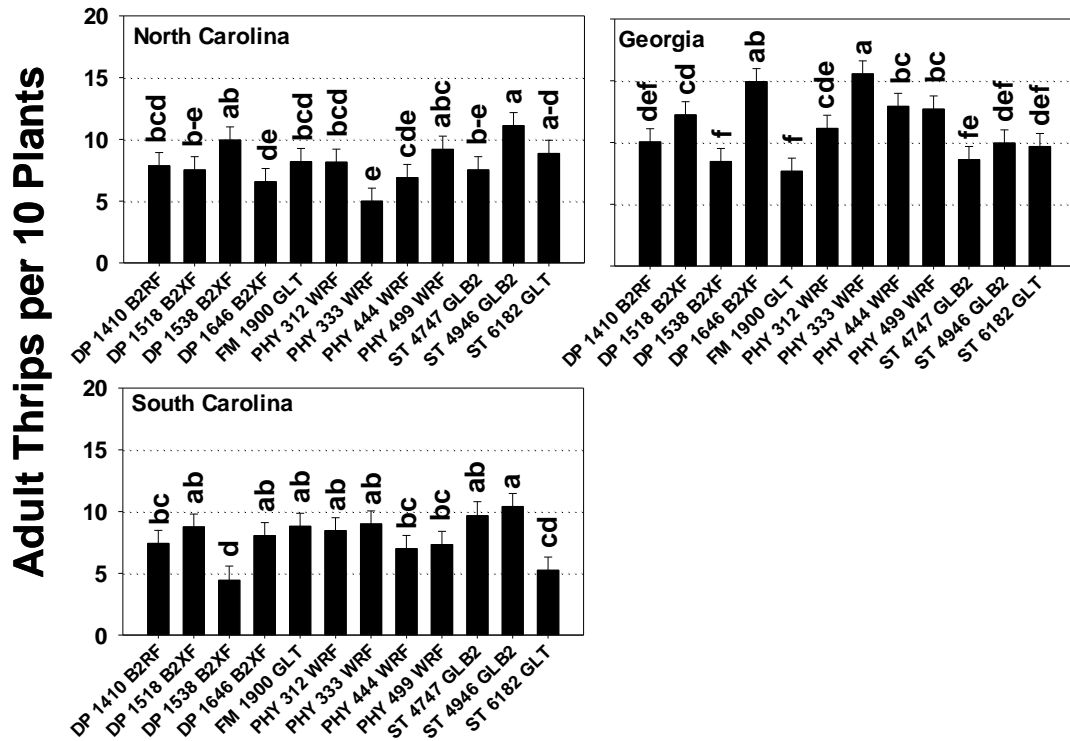 Adult Thrips per 10 Plants
20
15
10
5
0
North Carolina
bcd
b-e
ab
de
bcd
bcd
e
cde
abc
b-e
a
a-d
DP 1410 B2RF
DP 1518 B2XF
DP 1538 B2XF
DP 1646 B2XF
FM 1900 GLT
PHY 312 WRF
PHY 333 WRF
PHY 444 WRF
PHY 499 WRF
ST 4747 GLB2
ST 4946 GLB2
ST 6182 GLT
Georgia
def
cd
f
ab
f
cde
a
bc
bc
fe
def
def
DP 1410 B2RF
DP 1518 B2XF
DP 1538 B2XF
DP 1646 B2XF
FM 1900 GLT
PHY 312 WRF
PHY 333 WRF
PHY 444 WRF
PHY 499 WRF
ST 4747 GLB2
ST 4946 GLB2
ST 6182 GLT
20
15
10
5
0
South Carolina
bc
ab
d
ab
ab
ab
ab
bc
bc
ab
a
cd
DP 1410 B2RF
DP 1518 B2XF
DP 1538 B2XF
DP 1646 B2XF
FM 1900 GLT
PHY 312 WRF
PHY 333 WRF
PHY 444 WRF
PHY 499 WRF
ST 4747 GLB2
ST 4946 GLB2
ST 6182 GLT